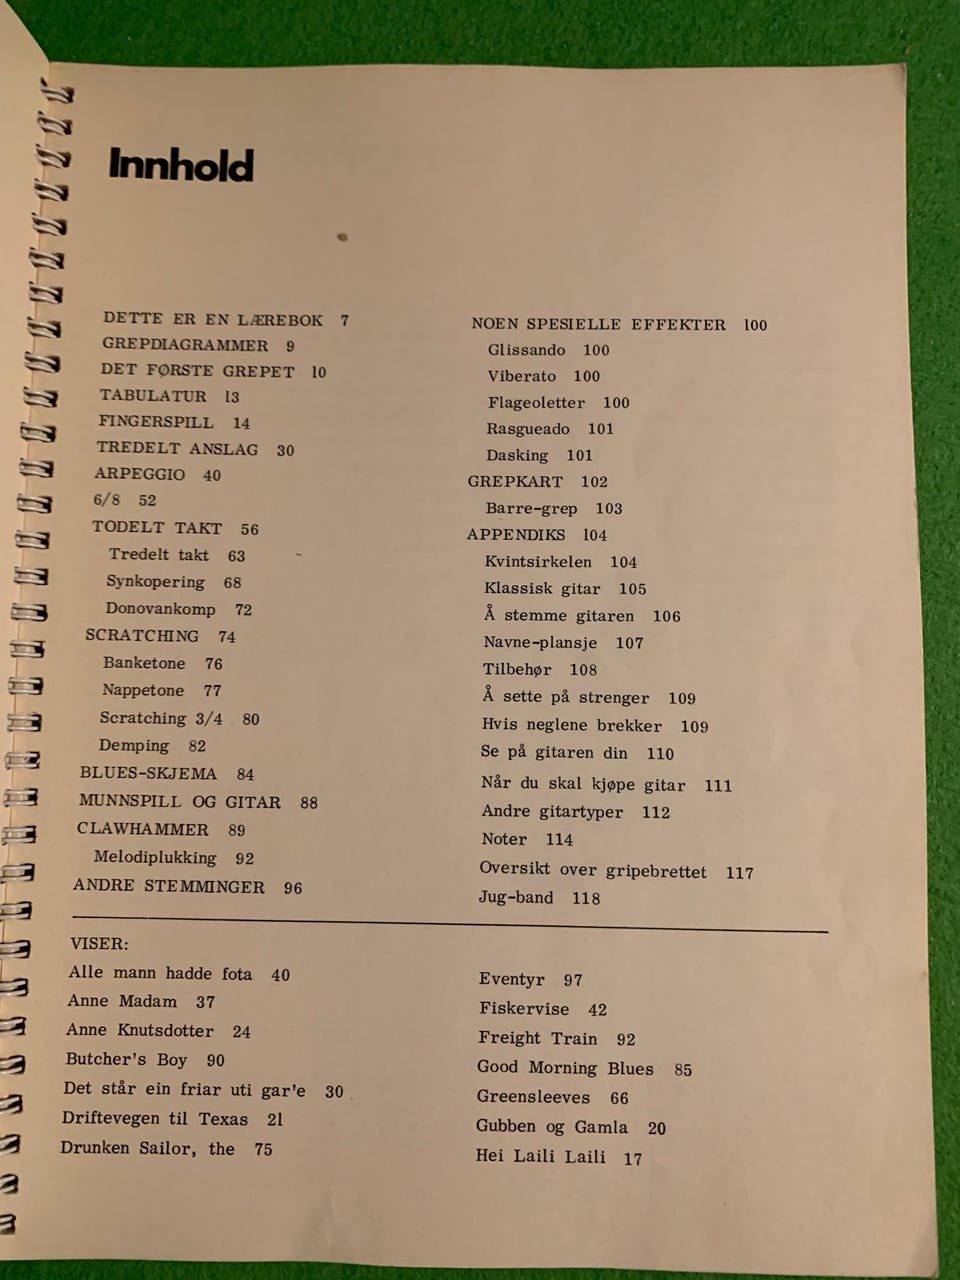 Innhold
DETTE ER EN LÆREBOK 7
GREPDIAGRAMMER 9
DET FØRSTE GREPET 10
TABULATUR 13
FINGERSPILL 14
TREDELT ANSLAG 30
ARPEGGIO 40
6/8 52
TODELT TAKT 56
Tredelt takt 63
Synkopering 68
Donovankomp 72
SCRATCHING 74
Banketone 76
Nappetone 77
Scratching 3/4 80
Demping 82
BLUES-SKJEMA 84
MUNNSPILL OG GITAR 88
CLAWHAMMER 89
Melodiplukking 92
ANDRE STEMMINGER 96
NOEN SPESIELLE EFFEKTER 100
Glissando 100
Viberato 100
Flageoletter 100
Rasgueado 101
Dasking 101
GREPKART 102
Barre-grep 103
APPENDIKS 104
Kvintsirkelen 104
Klassisk gitar 105
Å stemme gitaren 106
Navne-plansje 107
Tilbehør 108
Å sette på strenger 109
Hvis neglene brekker 109
Se på gitaren din 110
Når du skal kjøpe gitar 111
Andre gitartyper 112
Noter 114
Oversikt over gripebrettet 117
Jug-band 118
VISER:
Alle mann hadde fota 40
Anne Madam 37
Anne Knutsdotter 24
Butcher's Boy 90
Det står ein friar uti gar'e 30
Driftevegen til Texas 21
Drunken Sailor, the 75
Eventyr 97
Fiskervise 42
Freight Train 92
Good Morning Blues 85
Greensleeves 66
Gubben og Gamla 20
Hei Laili Laili 17